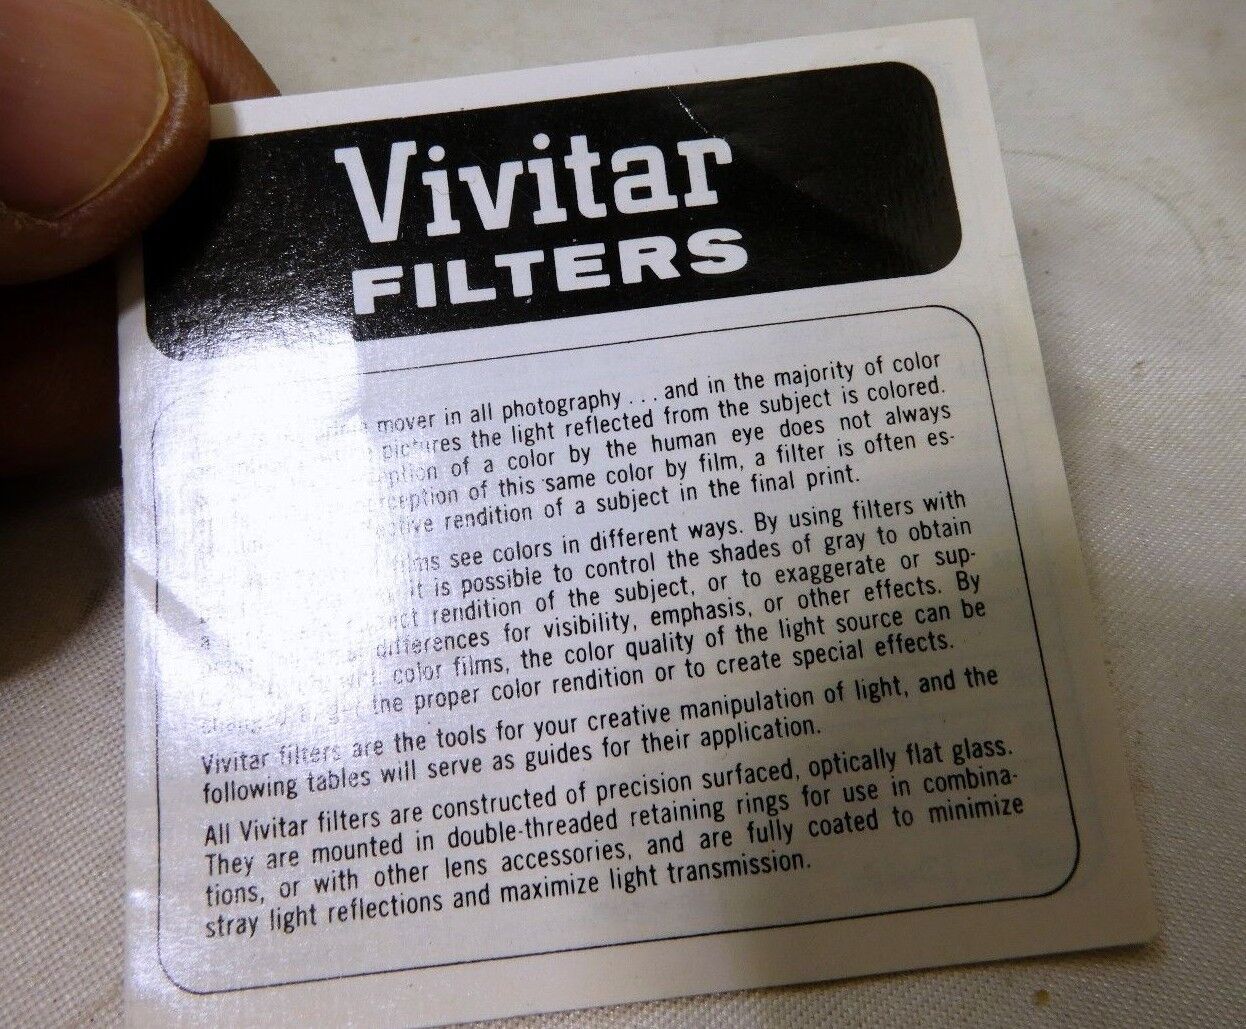 Vivitar
FILTERS
mover in all photography . . . and in the majority of color
pictures the light reflected from the subject is colored.
of a color by the human eye does not always
perception of this same color by film, a filter is often es-
rendition of a subject in the final print.
films see colors in different ways. By using filters with
it is possible to control the shades of gray to obtain
a rendition of the subject, or to exaggerate or sup-
differences for visibility, emphasis, or other effects. By
color films, the color quality of the light source can be
changed to get the proper color rendition or to create special effects.
Vivitar filters are the tools for your creative manipulation of light, and the
following tables will serve as guides for their application.
All Vivitar filters are constructed of precision surfaced, optically flat glass.
They are mounted in double-threaded retaining rings for use in combina-
tions, or with other lens accessories, and are fully coated to minimize
stray light reflections and maximize light transmission.